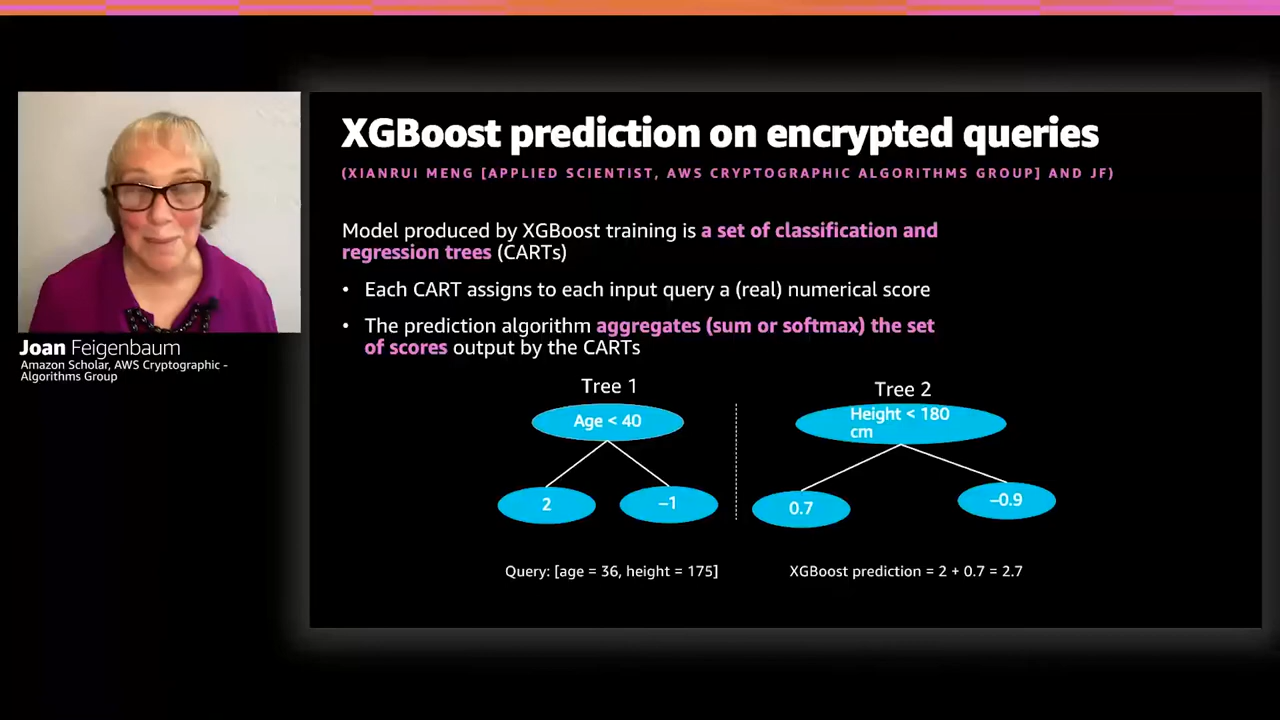 XGBoost prediction on encrypted queries
(XIANRUI MENG [APPLIED SCIENTIST, AWS CRYPTOGRAPHIC ALGORITHMS GROUP] AND JF)
Model produced by XGBoost training is a set of classification and
regression trees (CARTs)
• Each CART assigns to each input query a (real) numerical score
• The prediction algorithm aggregates (sum or softmax) the set
of scores output by the CARTs
Joan Feigenbaum
Amazon Scholar, AWS Cryptographic -
Algorithms Group
Tree 1
Age < 40
2
–1
Tree 2
Height < 180
cm
0.7
–0.9
Query: [age = 36, height = 175]
XGBoost prediction = 2 + 0.7 = 2.7